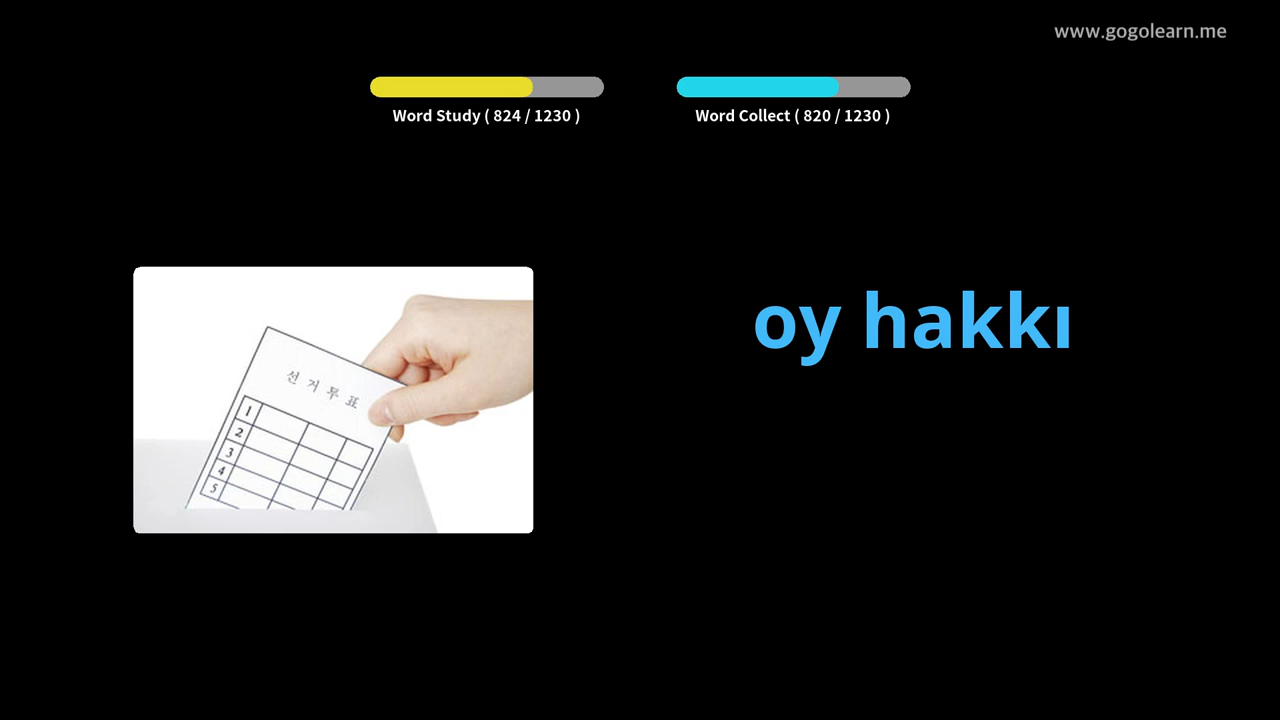 www.gogolearn.me
Word Study ( 824 / 1230 )
Word Collect ( 820 / 1230 )
선거투표
1
2
3
4
5
oy hakkı